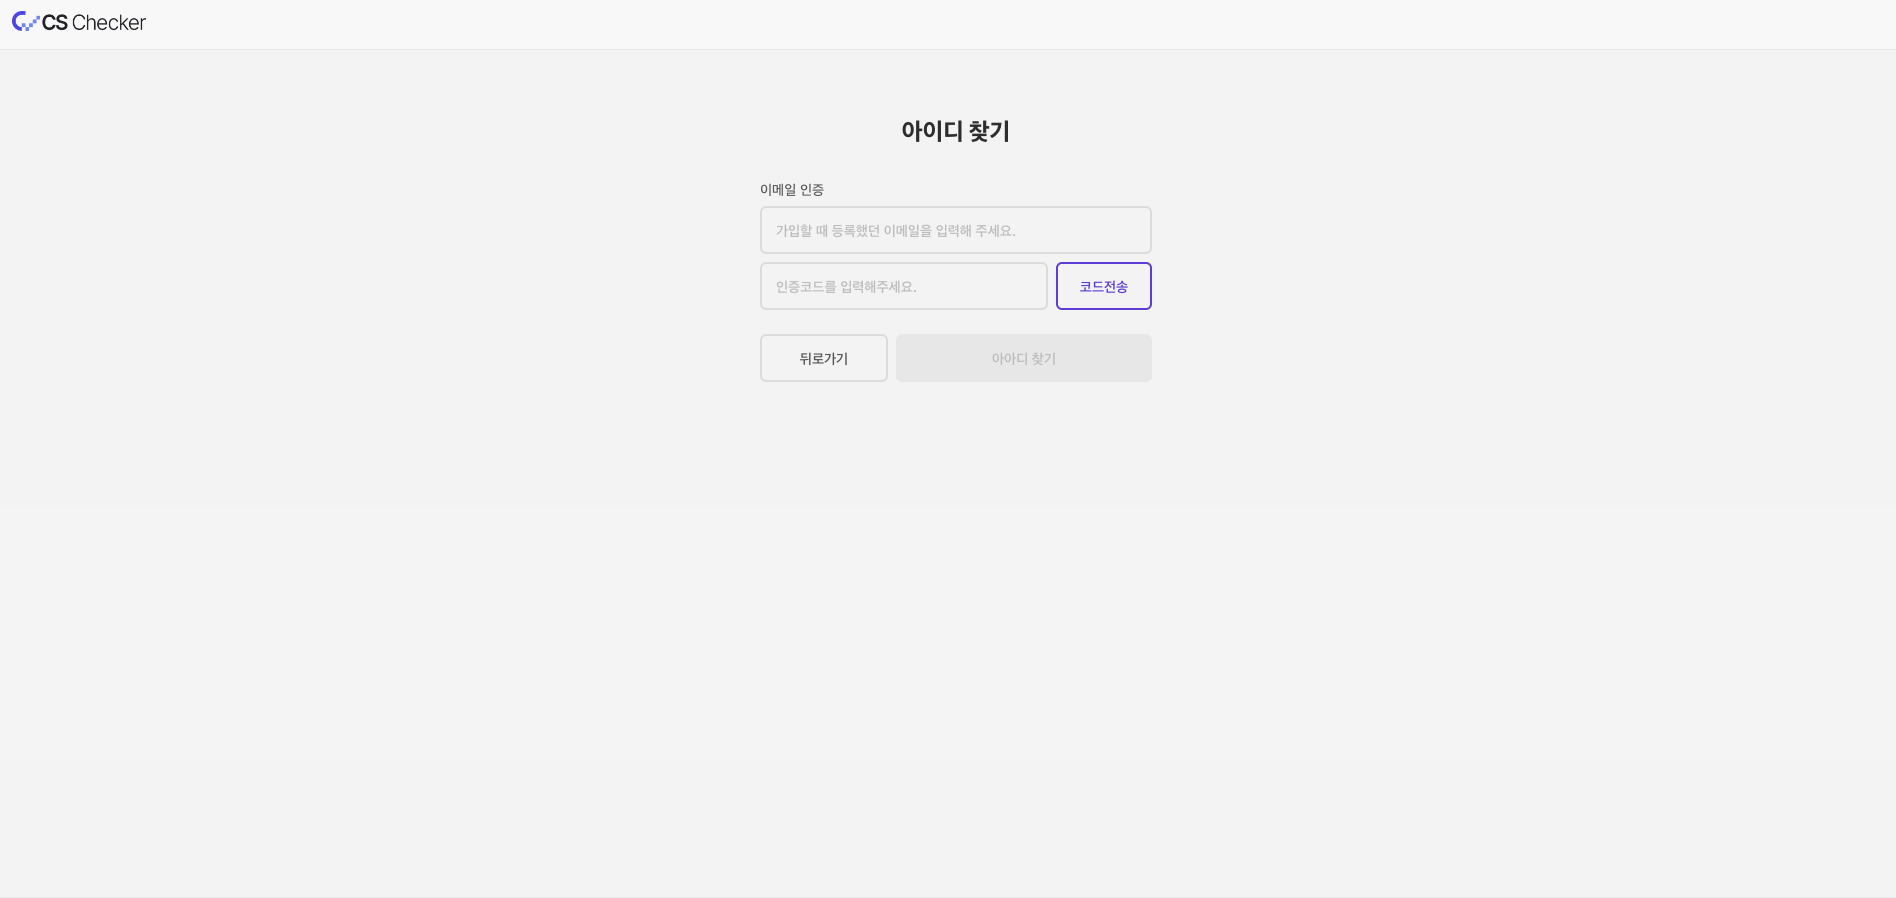 CS Checker
아이디 찾기
이메일 인증
가입할 때 등록했던 이메일을 입력해 주세요.
인증코드를 입력해주세요.
코드전송
뒤로가기
아아디 찾기